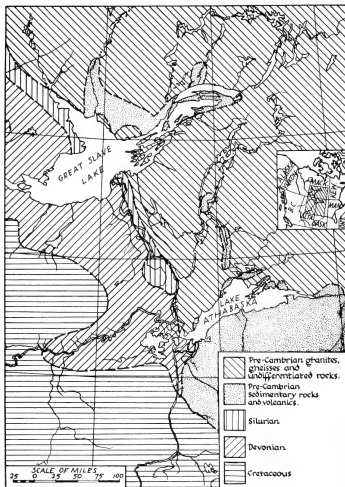 GREAT SLAVE
LAKE
LAKE
ATHABASKA
Pre-Cambrian granites,
gneisses and
undifferentiated rocks.
Pre-Cambrian
Sedimentary rocks
and volcanics.
Silurian
Devonian
Cretaceous
SCALE OF MILES
25 0 25 50 75 100